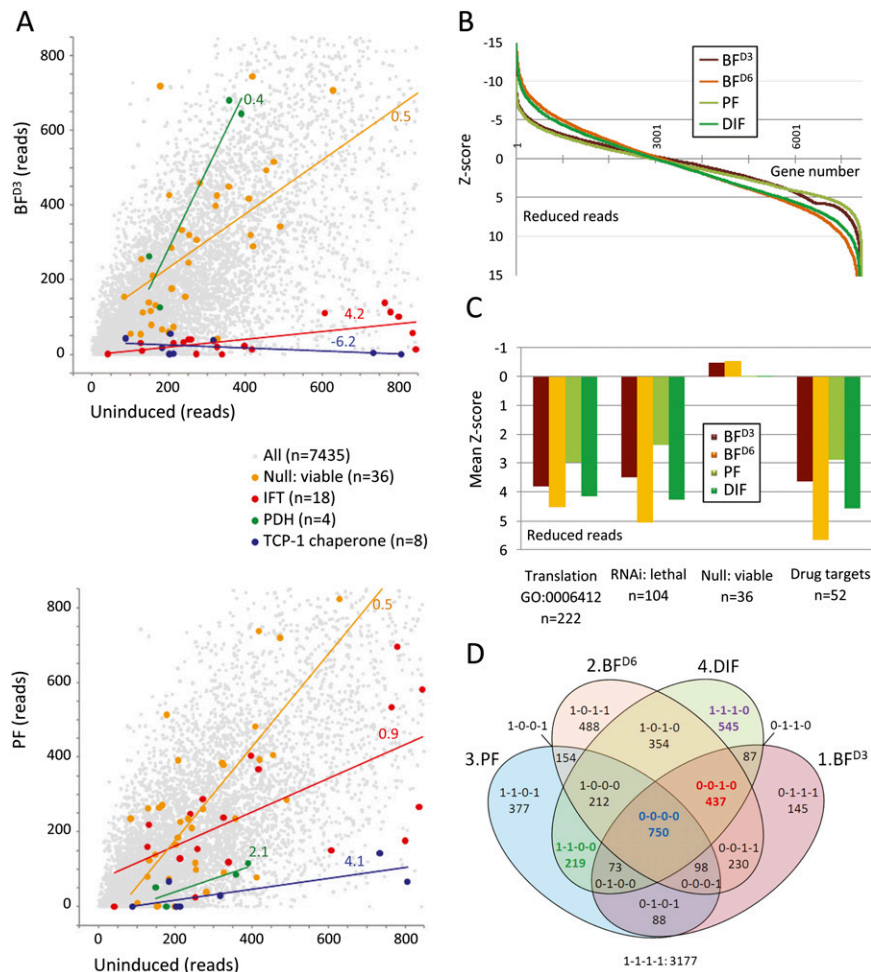 A
BF^D3 (reads)
800
600
400
200
0
0.4
0.5
4.2
-6.2
0 200 400 600 800
Uninduced (reads)
All (n=7435)
Null: viable (n=36)
IFT (n=18)
PDH (n=4)
TCP-1 chaperone (n=8)
PF (reads)
800
600
400
200
0
0.5
0.9
2.1
4.1
0 200 400 600 800
Uninduced (reads)
B
Z-score
-15
-10
-5
0
5
10
15
BF^D3
BF^D6
PF
DIF
1 3001 6001
Gene number
Reduced reads
C
Mean Z-score
-1
0
1
2
3
4
5
6
BF^D3
BF^D6
PF
DIF
Reduced reads
Translation
GO:0006412
n=222
RNAi: lethal
n=104
Null: viable
n=36
Drug targets
n=52
D
2.BF^D6
4.DIF
3.PF
1.BF^D3
1-0-1-1
488
1-1-1-0
545
1-0-0-1
154
1-0-1-0
354
0-1-1-0
87
1-1-0-1
377
1-0-0-0
212
0-0-1-0
437
0-1-1-1
145
0-0-0-0
750
1-1-0-0
219
73
0-1-0-0
98
0-0-0-1
0-0-1-1
230
0-1-0-1
88
1-1-1-1: 3177